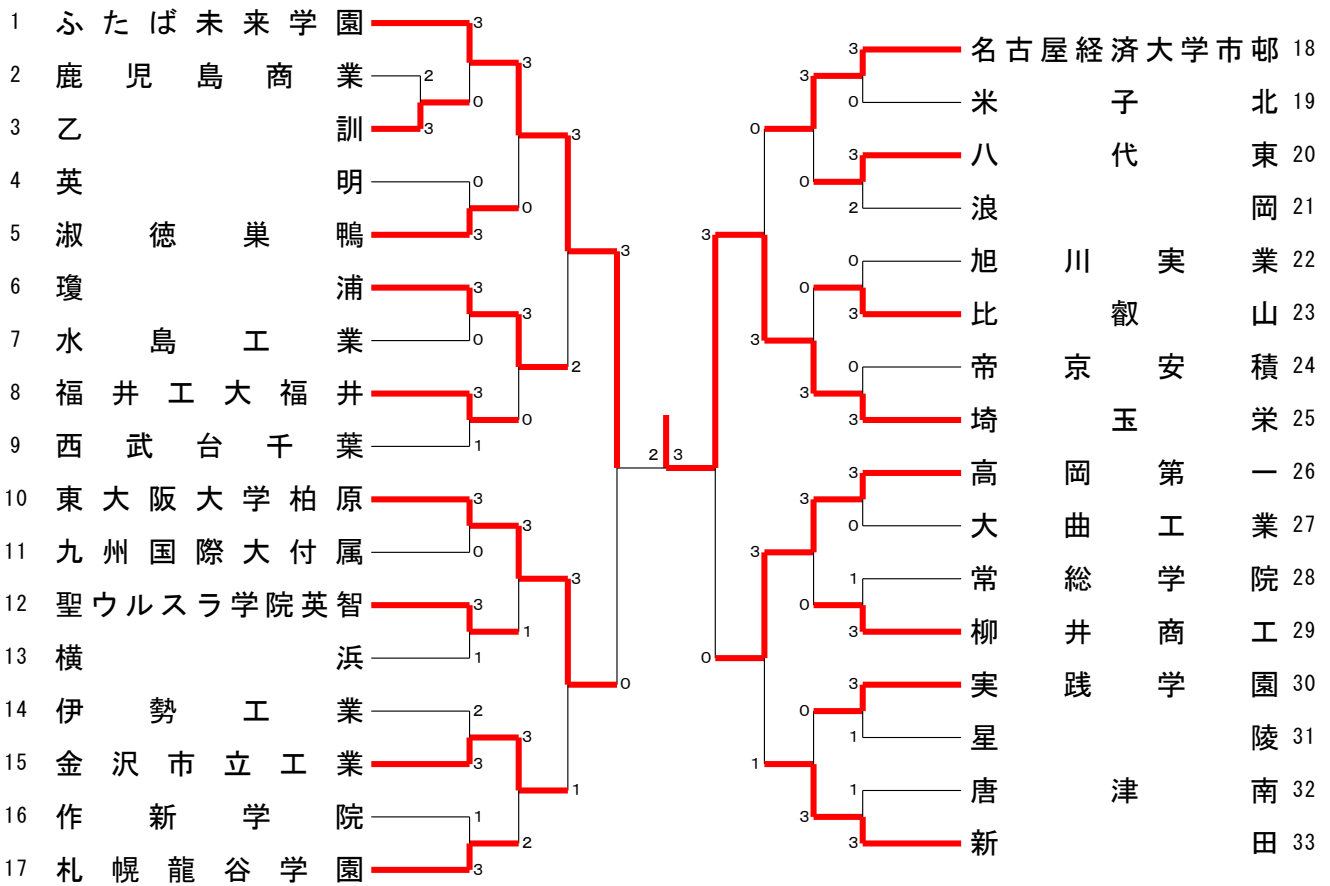 1 ふたば未来学園 3
2 鹿児島商業 2
3 乙訓 3
0
3
4 英明 0
5 淑徳巣鴨 3
0
3
6 瓊浦 3
7 水島工業 0
3
8 福井工大福井 3
9 西武台千葉 1
0
2
3
10 東大阪大学柏原 3
11 九州国際大付属 0
3
12 聖ウルスラ学院英智 3
13 横浜 1
1
3
14 伊勢工業 2
15 金沢市立工業 3
3
16 作新学院 1
17 札幌龍谷学園 3
2
1
0
2 3
3 名古屋経済大学市邨 18
0 米子北 19
3
3 八代東 20
2 浪岡 21
0
0
0 旭川実業 22
3 比叡山 23
0
0 帝京安積 24
3 埼玉栄 25
3
3
3
3 高岡第一 26
0 大曲工業 27
3
1 常総学院 28
3 柳井商工 29
0
3
3 実践学園 30
1 星陵 31
0
1 唐津南 32
3 新田 33
3
1
0